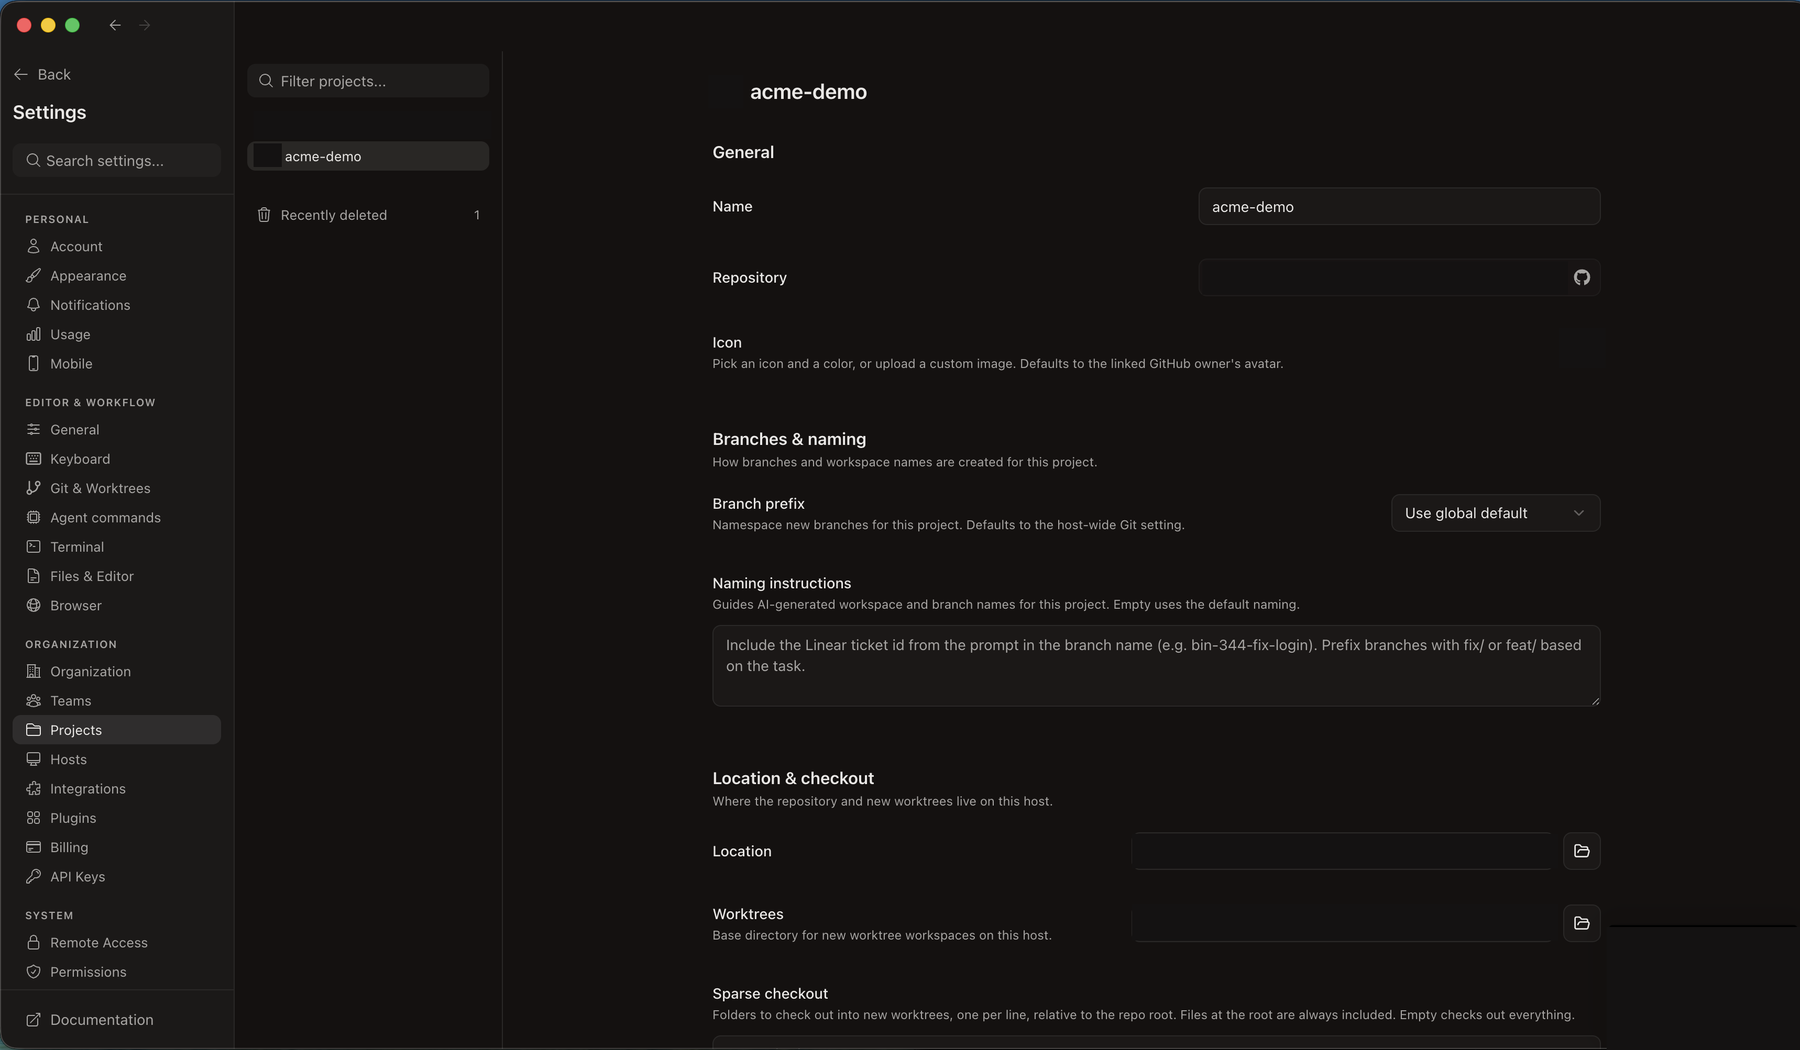 Back
Settings
Search settings...
PERSONAL
Account
Appearance
Notifications
Usage
Mobile
EDITOR & WORKFLOW
General
Keyboard
Git & Worktrees
Agent commands
Terminal
Files & Editor
Browser
ORGANIZATION
Organization
Teams
Projects
Hosts
Integrations
Plugins
Billing
API Keys
SYSTEM
Remote Access
Permissions
Documentation
Filter projects...
acme-demo
Recently deleted 1
acme-demo
General
Name acme-demo
Repository
Icon
Pick an icon and a color, or upload a custom image. Defaults to the linked GitHub owner's avatar.
Branches & naming
How branches and workspace names are created for this project.
Branch prefix
Namespace new branches for this project. Defaults to the host-wide Git setting.
Use global default
Naming instructions
Guides AI-generated workspace and branch names for this project. Empty uses the default naming.
Include the Linear ticket id from the prompt in the branch name (e.g. bin-344-fix-login). Prefix branches with fix/ or feat/ based
on the task.
Location & checkout
Where the repository and new worktrees live on this host.
Location
Worktrees
Base directory for new worktree workspaces on this host.
Sparse checkout
Folders to check out into new worktrees, one per line, relative to the repo root. Files at the root are always included. Empty checks out everything.